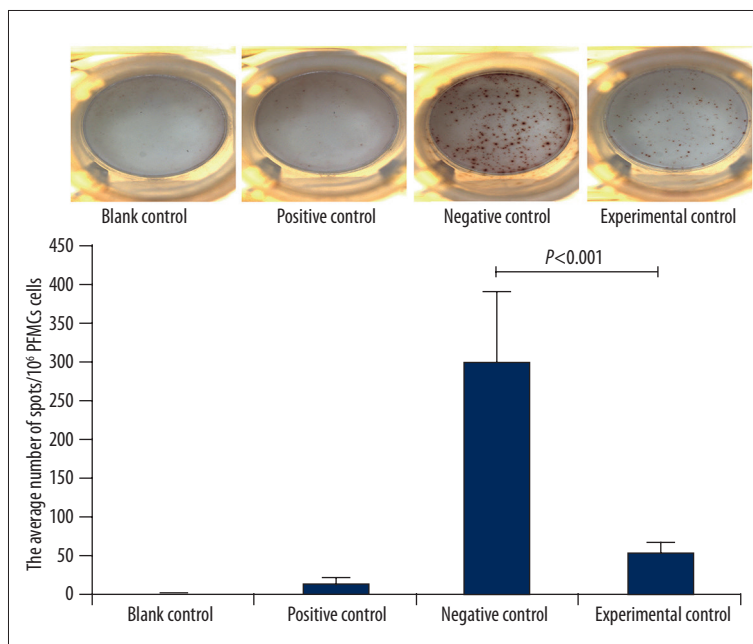 Blank control
Positive control
Negative control
Experimental control
The average number of spots/10⁶ PFMCs cells
450
400
350
300
250
200
150
100
50
0
P<0.001
Blank control
Positive control
Negative control
Experimental control